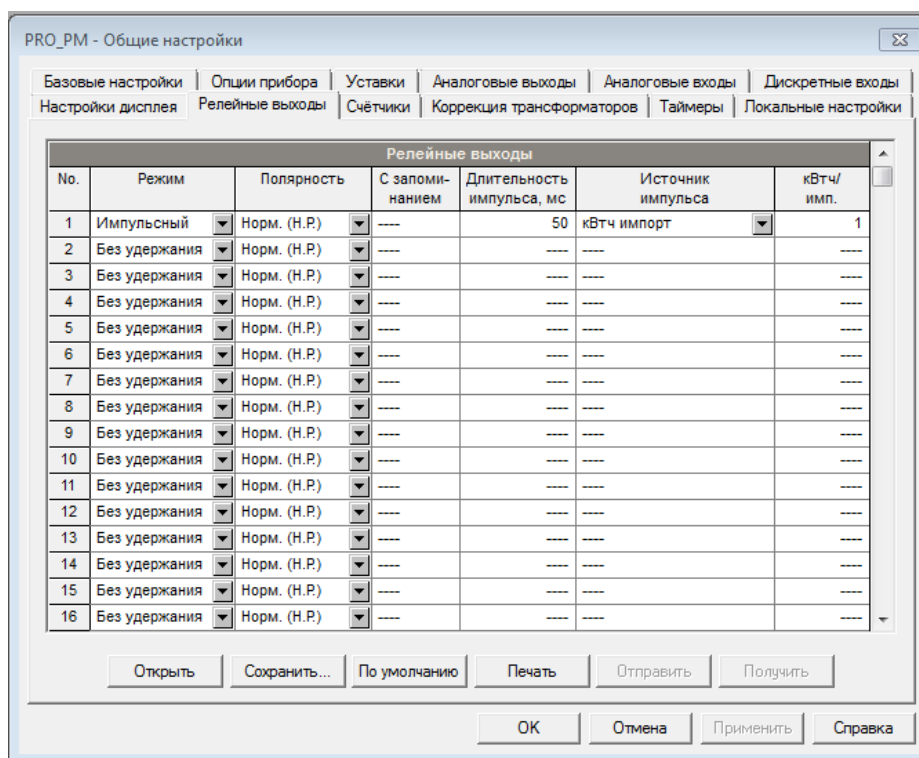 PRO_PM - Общие настройки
Базовые настройки Опции прибора Уставки Аналоговые выходы Аналоговые входы Дискретные входы
Настройки дисплея Релейные выходы Счётчики Коррекция трансформаторов Таймеры Локальные настройки
Релейные выходы
No. Режим Полярность С запоми- Длительность Источник кВтч/
нанием импульса, мс импульса имп.
1 Импульсный Норм. (Н.Р.) ---- 50 кВтч импорт 1
2 Без удержания Норм. (Н.Р.) ---- ---- ---- ----
3 Без удержания Норм. (Н.Р.) ---- ---- ---- ----
4 Без удержания Норм. (Н.Р.) ---- ---- ---- ----
5 Без удержания Норм. (Н.Р.) ---- ---- ---- ----
6 Без удержания Норм. (Н.Р.) ---- ---- ---- ----
7 Без удержания Норм. (Н.Р.) ---- ---- ---- ----
8 Без удержания Норм. (Н.Р.) ---- ---- ---- ----
9 Без удержания Норм. (Н.Р.) ---- ---- ---- ----
10 Без удержания Норм. (Н.Р.) ---- ---- ---- ----
11 Без удержания Норм. (Н.Р.) ---- ---- ---- ----
12 Без удержания Норм. (Н.Р.) ---- ---- ---- ----
13 Без удержания Норм. (Н.Р.) ---- ---- ---- ----
14 Без удержания Норм. (Н.Р.) ---- ---- ---- ----
15 Без удержания Норм. (Н.Р.) ---- ---- ---- ----
16 Без удержания Норм. (Н.Р.) ---- ---- ---- ----
Открыть Сохранить... По умолчанию Печать Отправить Получить
OK Отмена Применить Справка